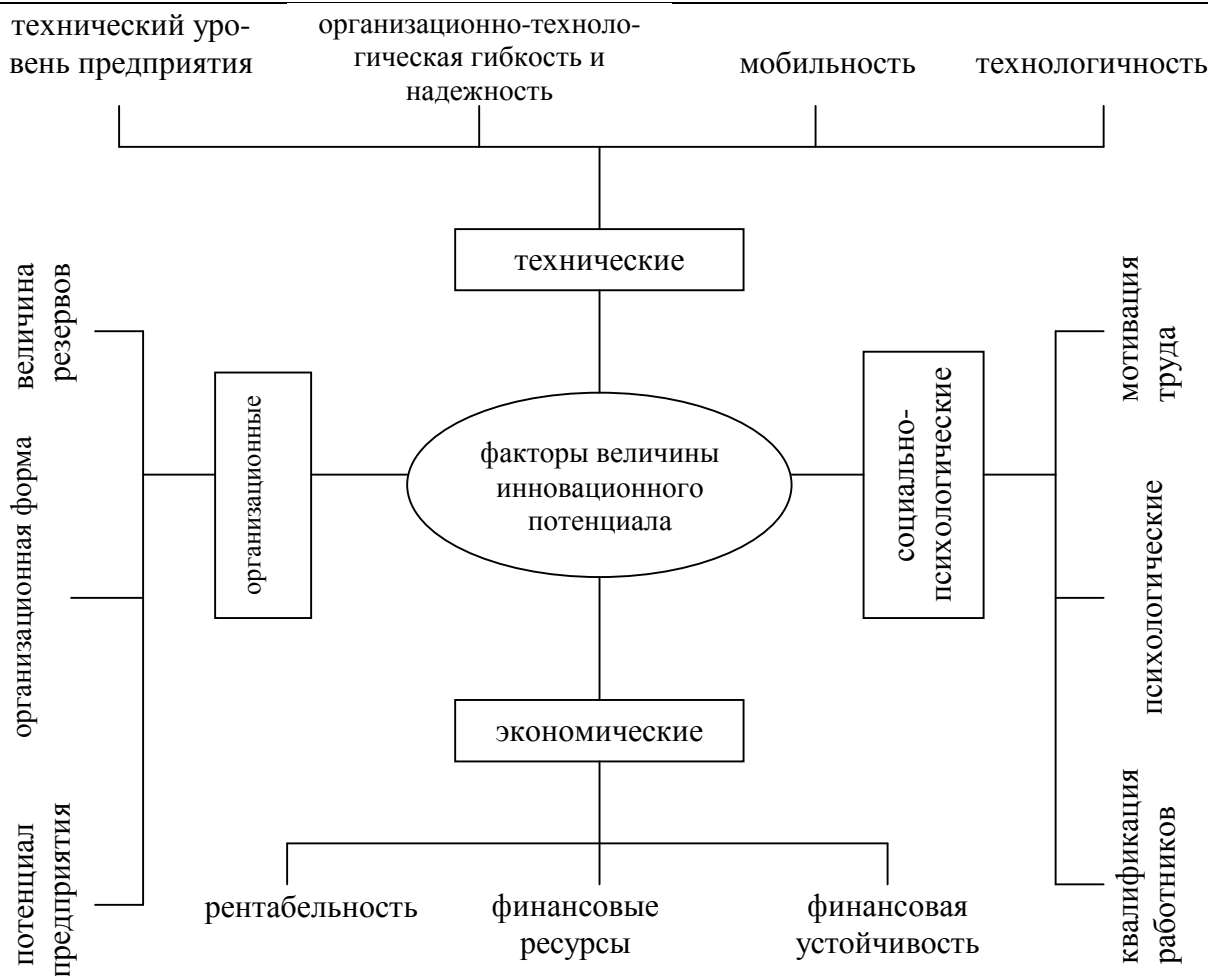 технический уро-
вень предприятия
организационно-техноло-
гическая гибкость и
надежность
мобильность
технологичность
технические
величина
резервов
организационная форма
потенциал
предприятия
организационные
факторы величины
инновационного
потенциала
социально-
психологические
мотивация
труда
психологические
квалификация
работников
экономические
рентабельность
финансовые
ресурсы
финансовая
устойчивость